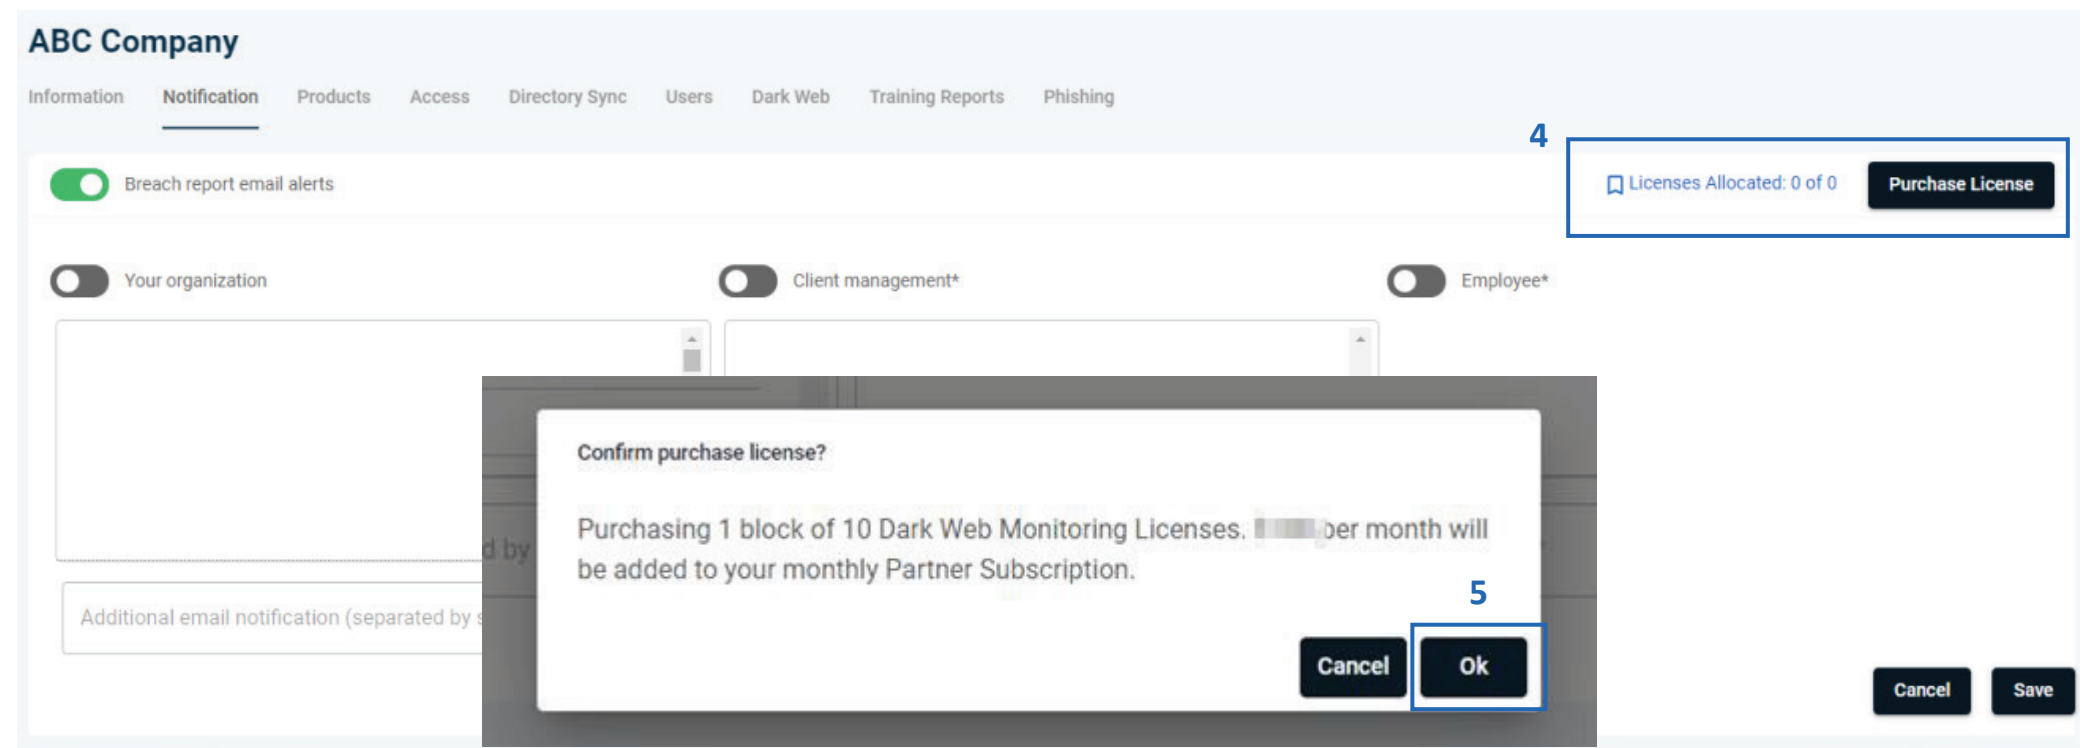 ABC Company
Information Notification Products Access Directory Sync Users Dark Web Training Reports Phishing
4
Breach report email alerts
Licenses Allocated: 0 of 0 Purchase License
Your organization Client management* Employee*
Confirm purchase license?
Purchasing 1 block of 10 Dark Web Monitoring Licenses. per month will
be added to your monthly Partner Subscription.
d by
5
Additional email notification (separated by s
Cancel Ok
Cancel Save